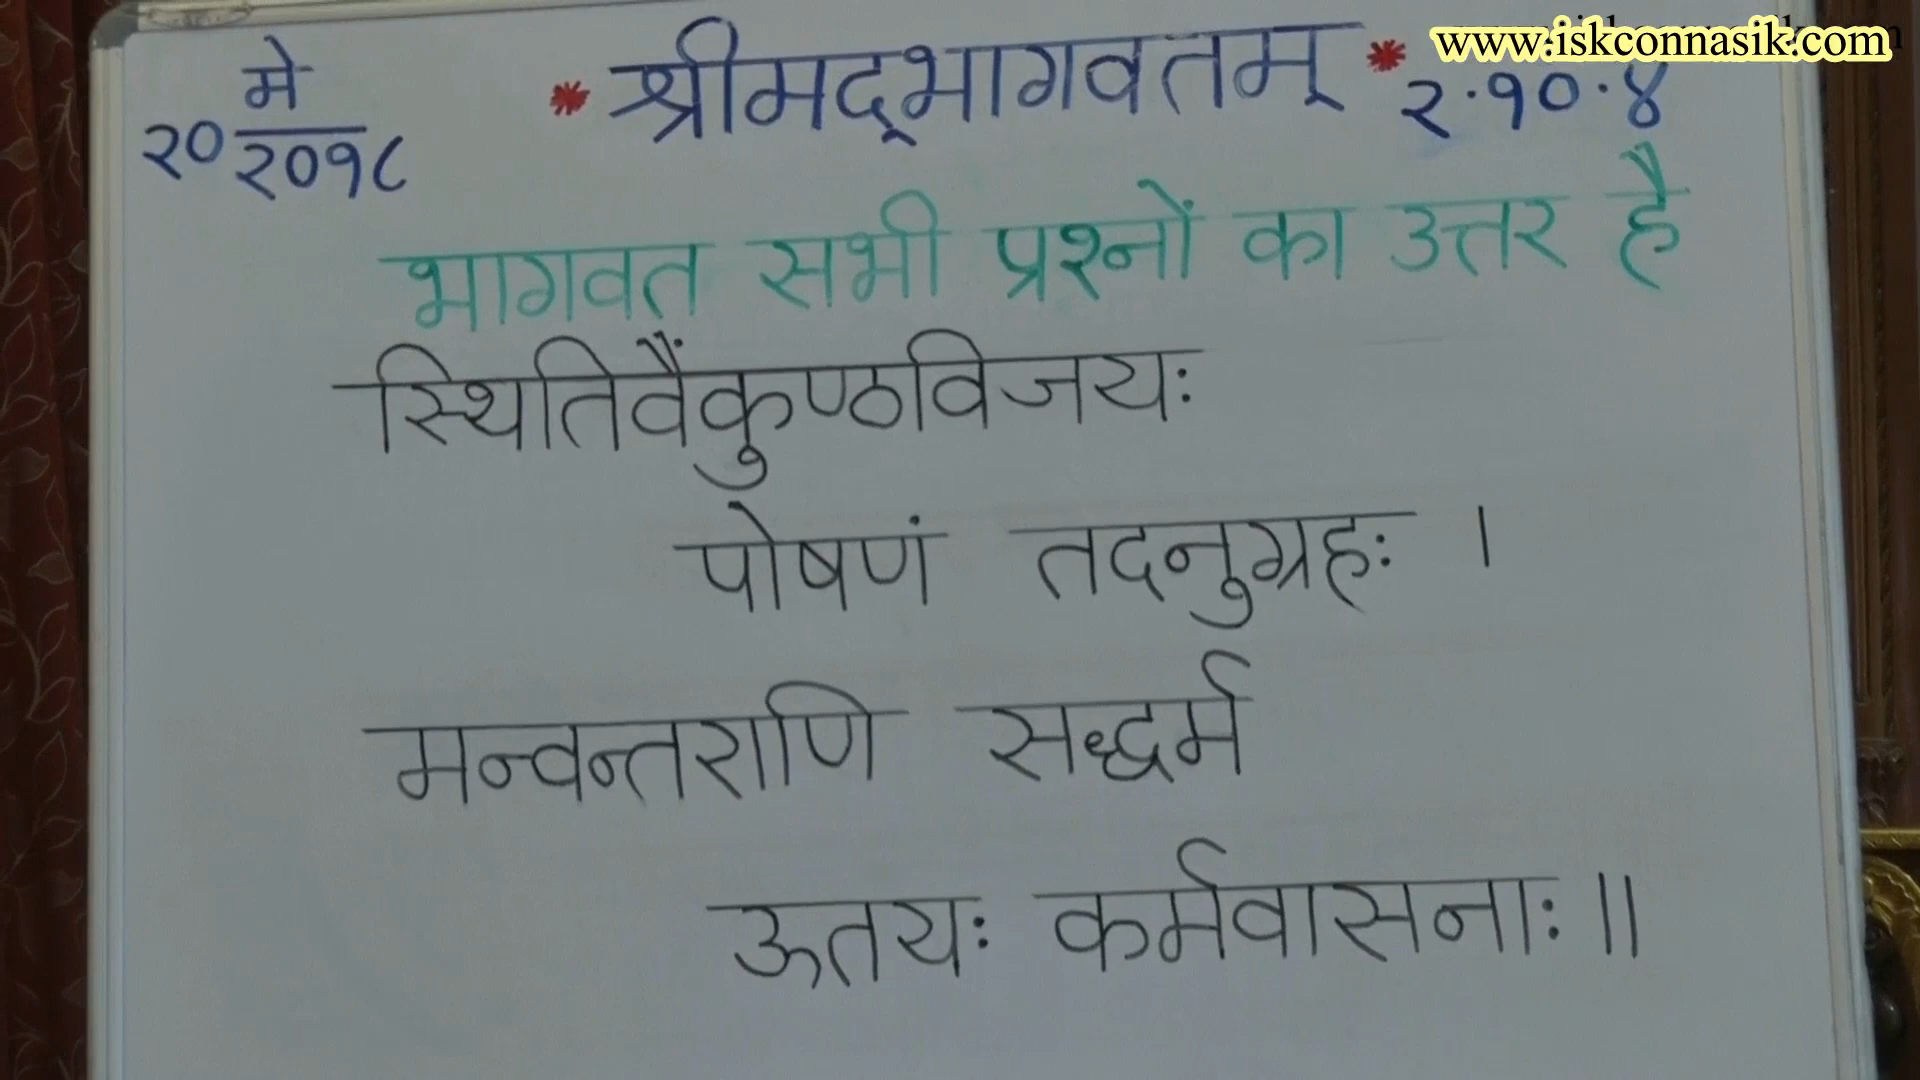 www.iskconnasik.com
मे
२० २०१८
* श्रीमद्भागवतम् * २.१०.४
भागवत सभी प्रश्नों का उत्तर है
स्थितिर्वैकुण्ठविजयः
पोषणं तदनुग्रहः ।
मन्वन्तराणि सद्धर्म
ऊतयः कर्मवासनाः ॥